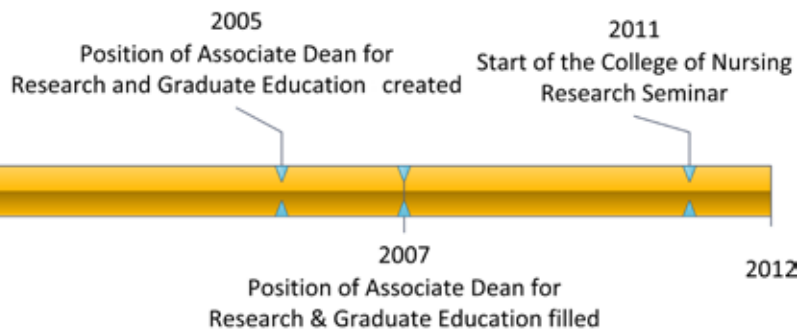 2005
Position of Associate Dean for
Research and Graduate Education created
2011
Start of the College of Nursing
Research Seminar
2007
Position of Associate Dean for
Research & Graduate Education filled
2012